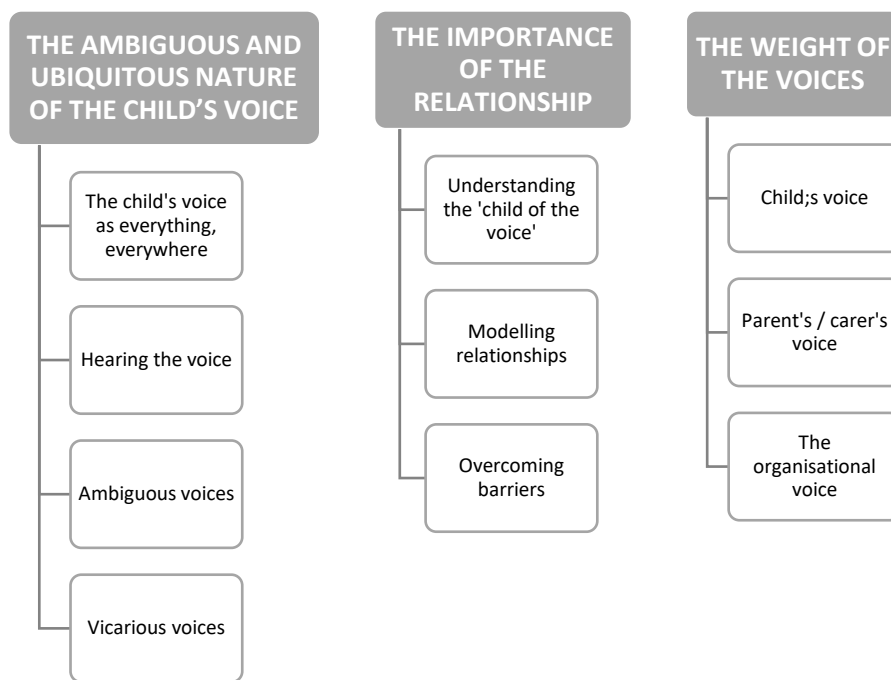 THE AMBIGUOUS AND
UBIQUITOUS NATURE
OF THE CHILD’S VOICE
The child's voice
as everything,
everywhere
Hearing the voice
Ambiguous voices
Vicarious voices
THE IMPORTANCE
OF THE
RELATIONSHIP
Understanding
the 'child of the
voice'
Modelling
relationships
Overcoming
barriers
THE WEIGHT OF
THE VOICES
Child;s voice
Parent's / carer's
voice
The
organisational
voice